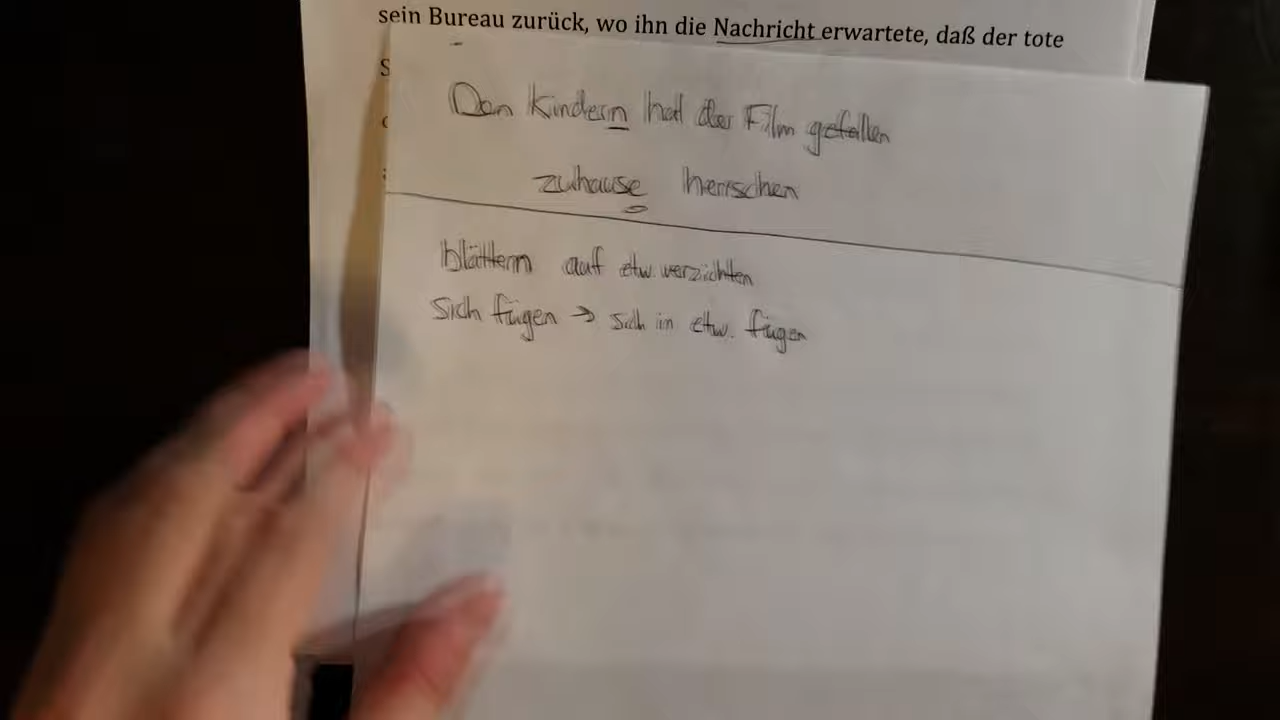 sein Bureau zurück, wo ihn die Nachricht erwartete, daß der tote
S
Den Kindern hat der Film gefallen
zuhause herrschen
blättern auf etw. verzichten
sich fügen → sich in etw. fügen